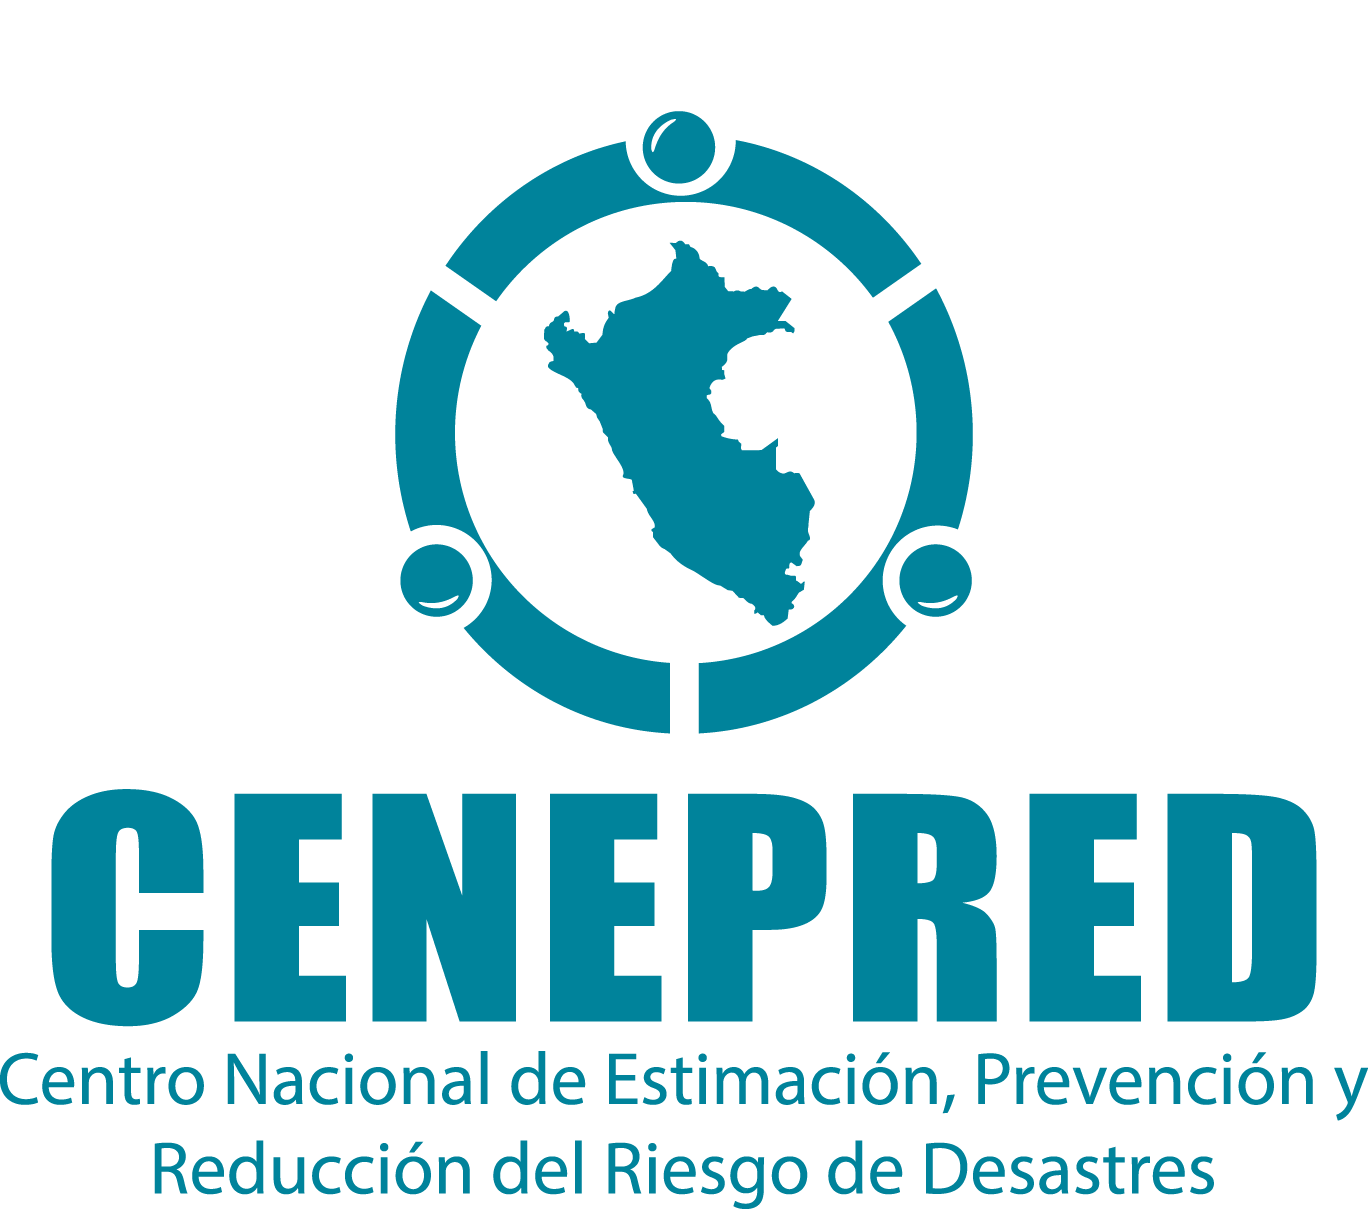 CENEPRED
Centro Nacional de Estimación, Prevención y
Reducción del Riesgo de Desastres